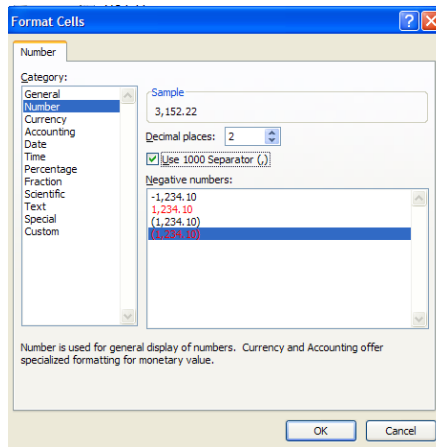 Format Cells
Number
Category:
General
Number
Currency
Accounting
Date
Time
Percentage
Fraction
Scientific
Text
Special
Custom
Sample
3,152.22
Decimal places: 2
Use 1000 Separator (,)
Negative numbers:
-1,234.10
1,234.10
(1,234.10)
(1,234.10)
Number is used for general display of numbers. Currency and Accounting offer
specialized formatting for monetary value.
OK Cancel